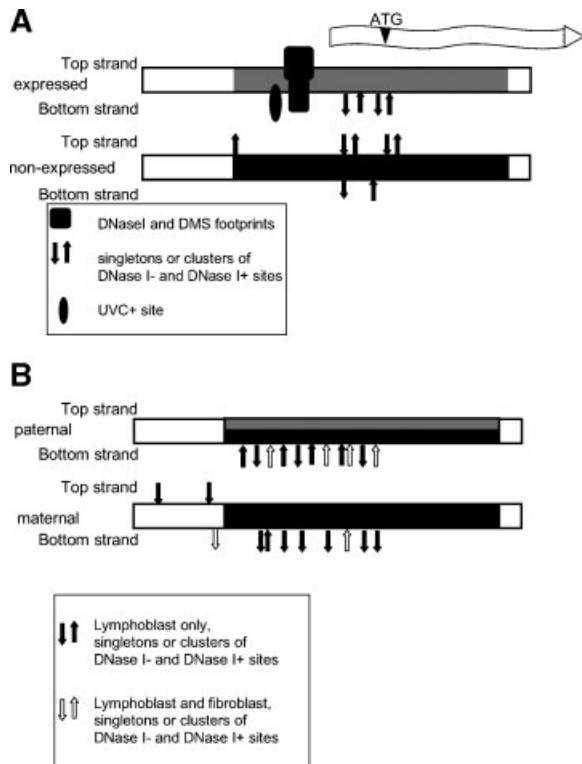 A
ATG
Top strand
expressed
Bottom strand
Top strand
non-expressed
Bottom strand
DNaseI and DMS footprints
singletons or clusters of
DNase I- and DNase I+ sites
UVC+ site
B
Top strand
paternal
Bottom strand
Top strand
maternal
Bottom strand
Lymphoblast only,
singletons or clusters of
DNase I- and DNase I+ sites
Lymphoblast and fibroblast,
singletons or clusters of
DNase I- and DNase I+ sites